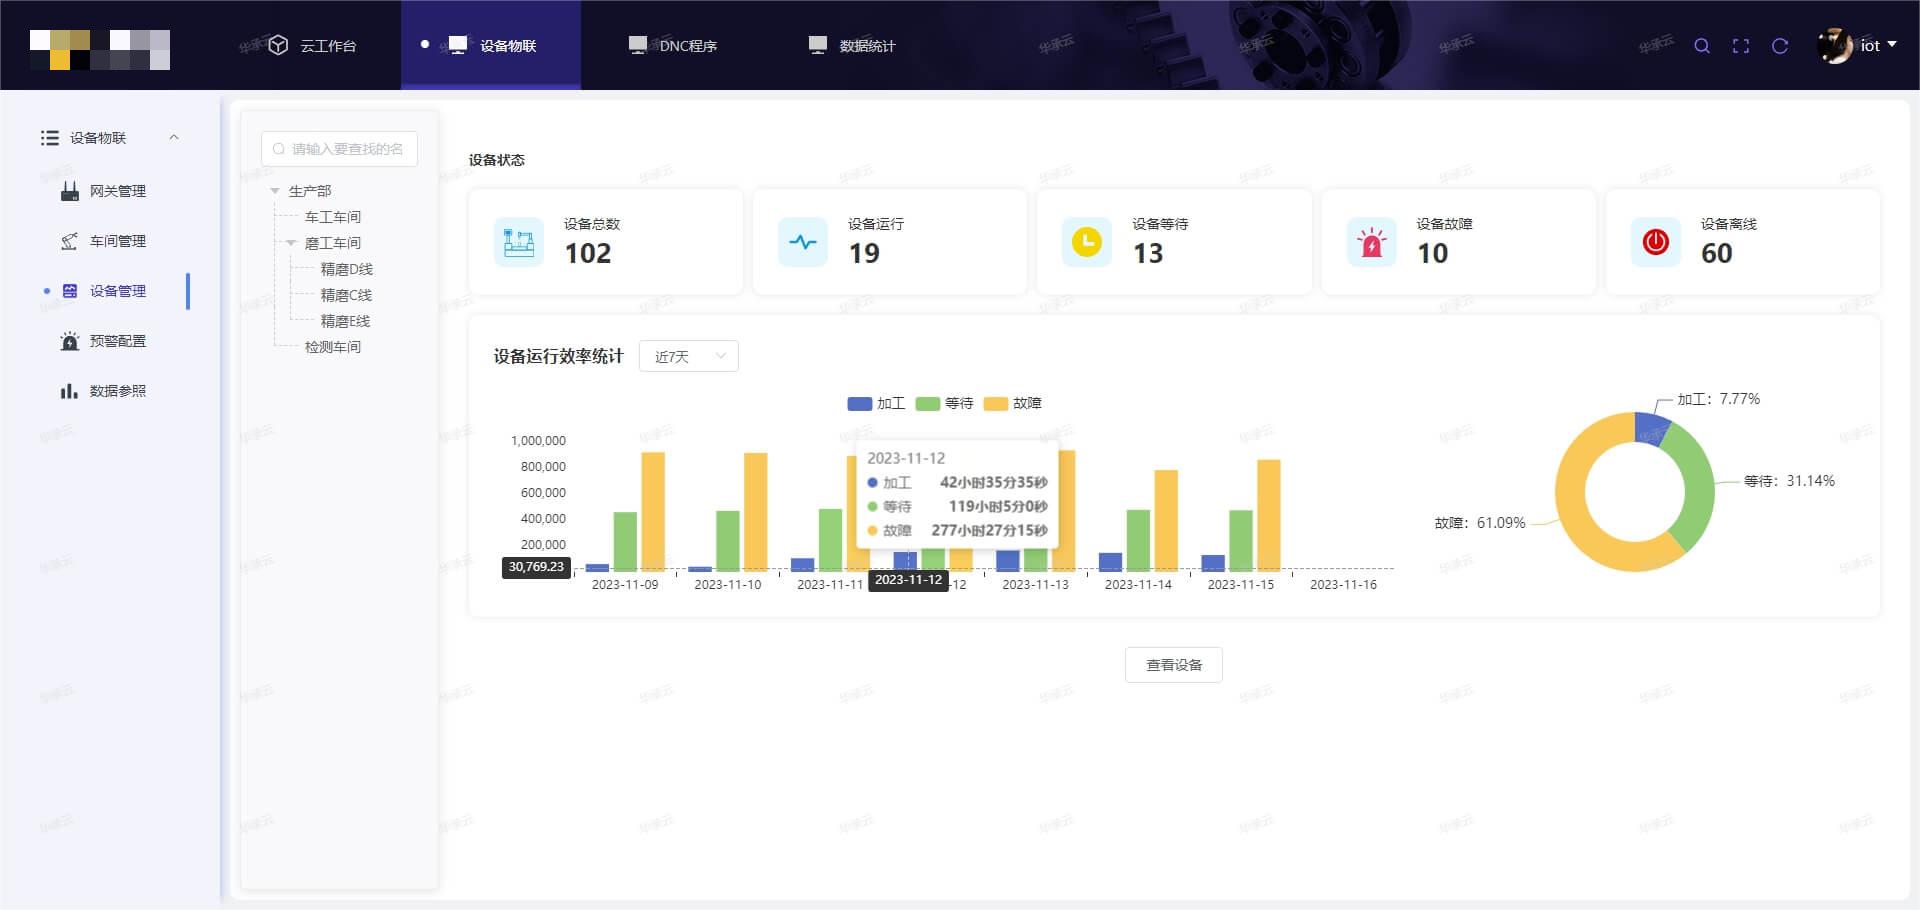 云工作台
设备物联
DNC程序
数据统计
iot
设备物联
网关管理
车间管理
设备管理
预警配置
数据参照
请输入要查找的名
生产部
车工车间
磨工车间
精磨D线
精磨C线
精磨E线
检测车间
设备状态
设备总数
102
设备运行
19
设备等待
13
设备故障
10
设备离线
60
设备运行效率统计
近7天
加工 等待 故障
1,000,000
800,000
600,000
400,000
200,000
30,769.23
2023-11-12
加工 42小时35分35秒
等待 119小时5分0秒
故障 277小时27分15秒
2023-11-09
2023-11-10
2023-11-11
2023-11-12
-12
2023-11-13
2023-11-14
2023-11-15
2023-11-16
加工：7.77%
等待：31.14%
故障：61.09%
查看设备
华承云